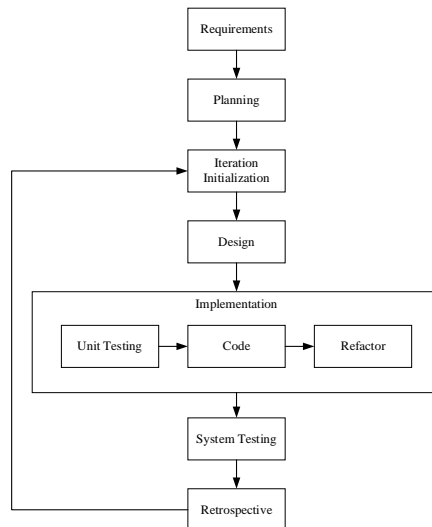 Requirements
Planning
Iteration
Initialization
Design
Implementation
Unit Testing
Code
Refactor
System Testing
Retrospective